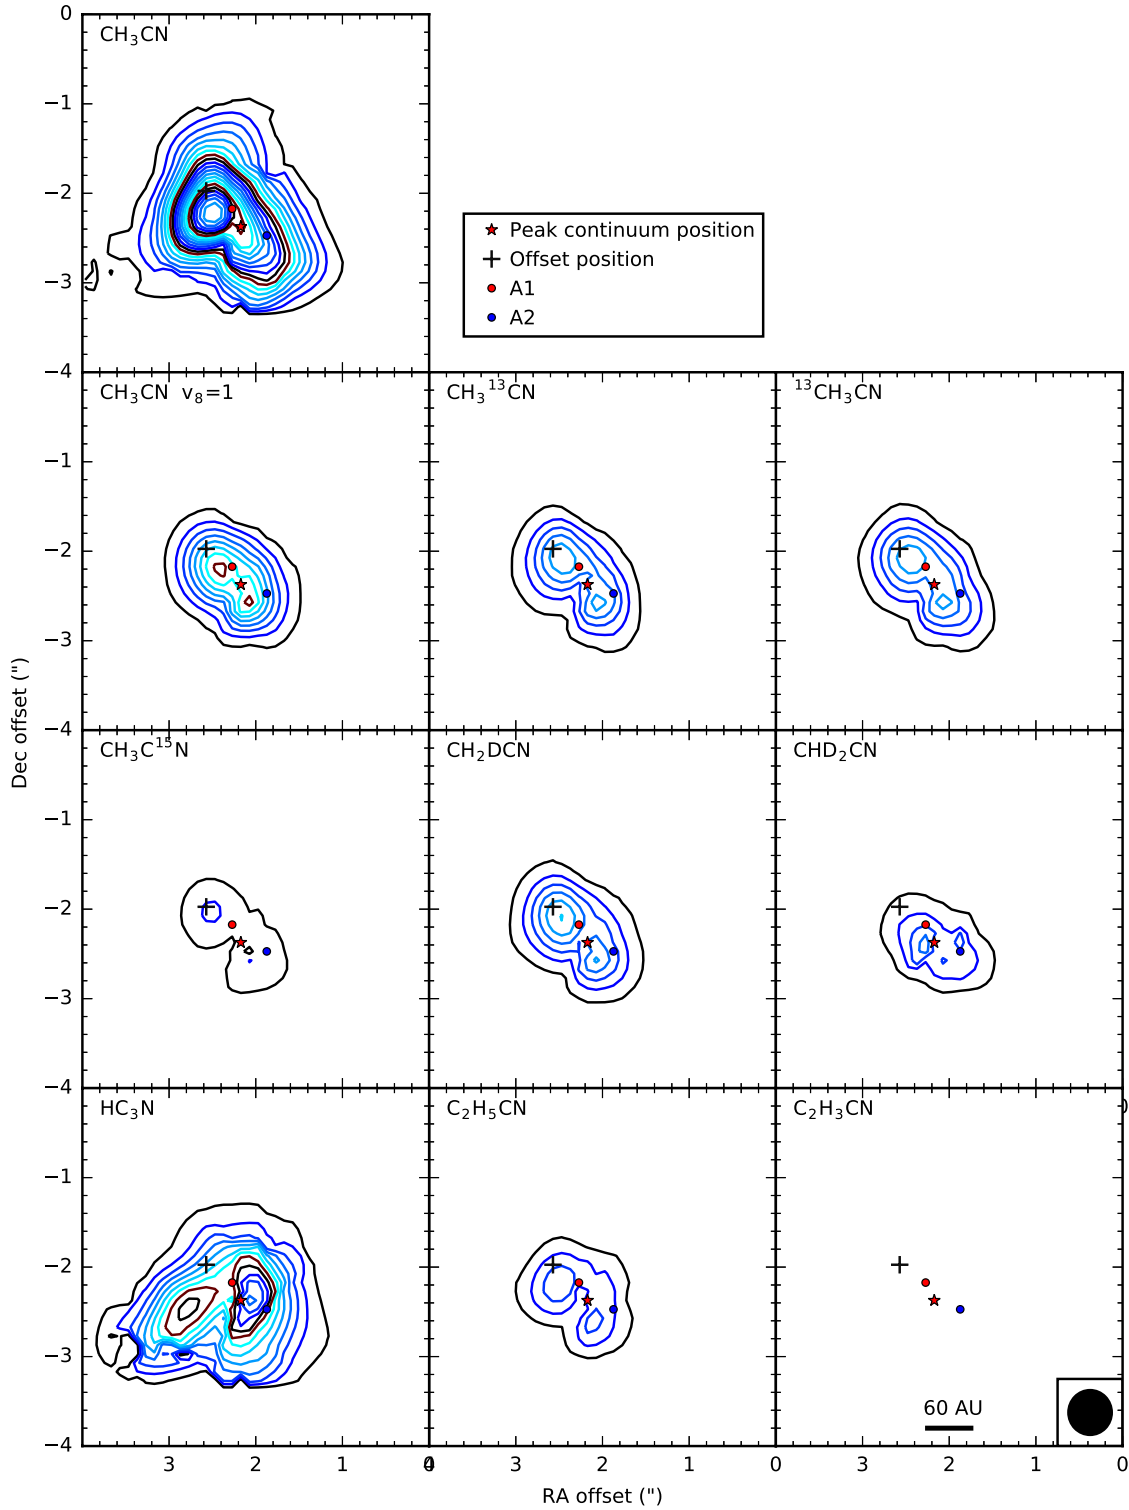 0
CH₃CN
−1
−2
−3
−4
Peak continuum position
Offset position
A1
A2
CH₃CN v₈=1
CH₃¹³CN
¹³CH₃CN
−1
−2
−3
−4
CH₃C¹⁵N
CH₂DCN
CHD₂CN
−1
−2
−3
−4
HC₃N
C₂H₅CN
C₂H₃CN
−1
−2
−3
−4
60 AU
3 2 1 0
3 2 1 0
3 2 1 0
Dec offset (")
RA offset (")